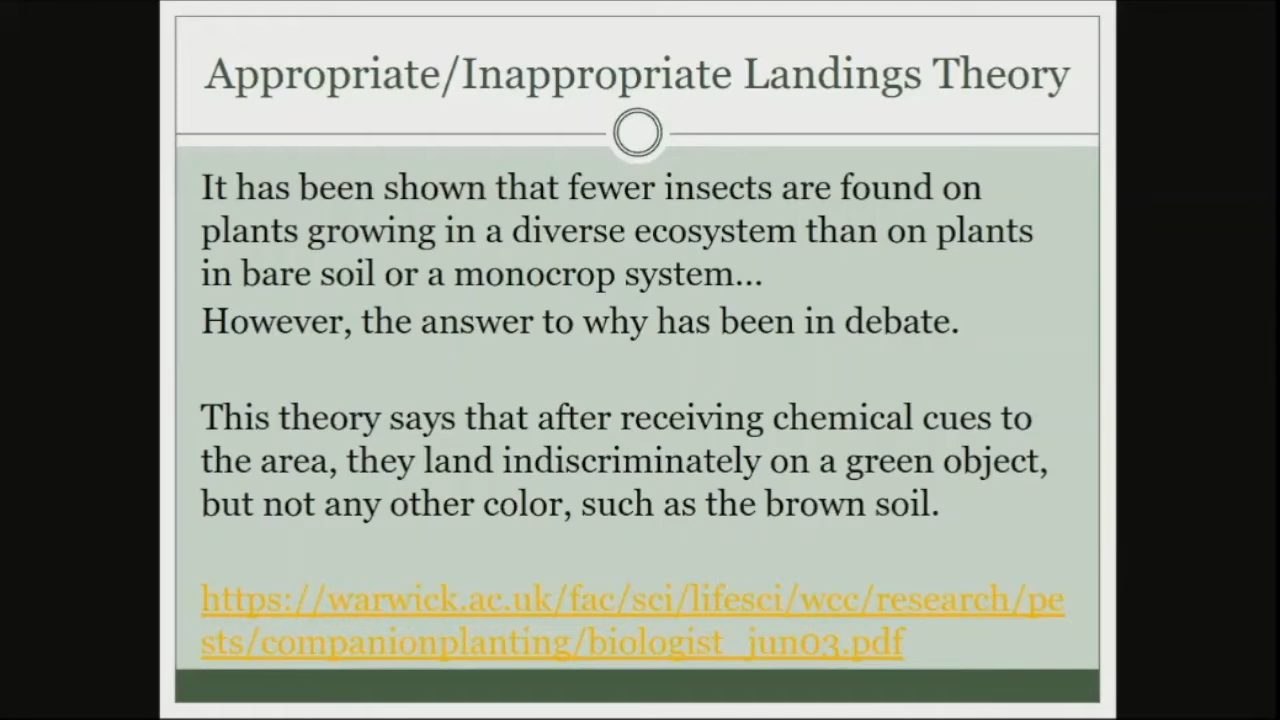 Appropriate/Inappropriate Landings Theory
It has been shown that fewer insects are found on
plants growing in a diverse ecosystem than on plants
in bare soil or a monocrop system...
However, the answer to why has been in debate.
This theory says that after receiving chemical cues to
the area, they land indiscriminately on a green object,
but not any other color, such as the brown soil.
https://warwick.ac.uk/fac/sci/lifesci/wcc/research/pe
sts/companionplanting/biologist_jun03.pdf